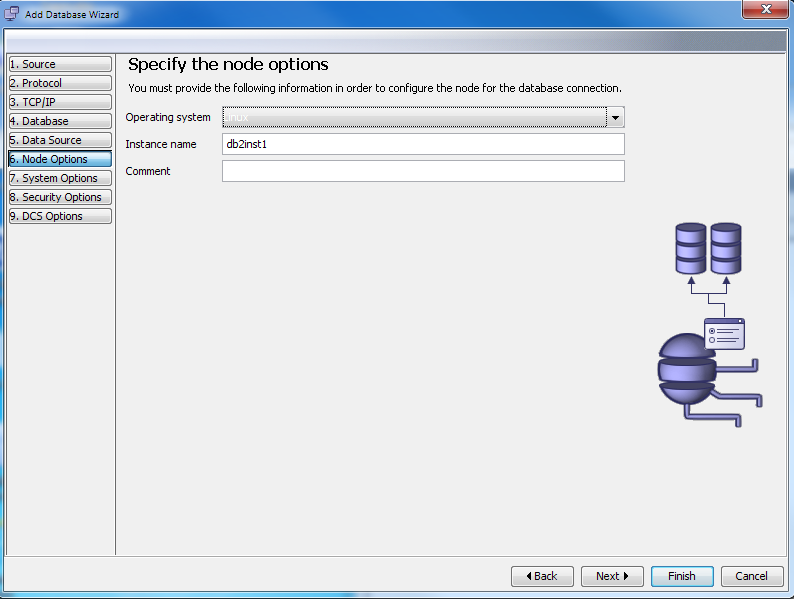 Add Database Wizard
1. Source
2. Protocol
3. TCP/IP
4. Database
5. Data Source
6. Node Options
7. System Options
8. Security Options
9. DCS Options
Specify the node options
You must provide the following information in order to configure the node for the database connection.
Operating system Linux
Instance name db2inst1
Comment
Back Next Finish Cancel